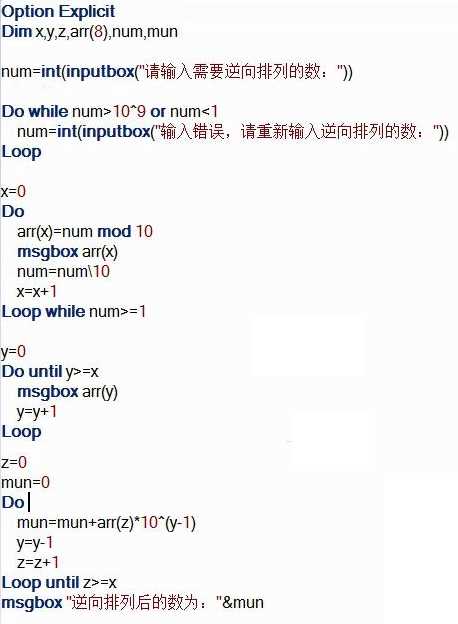 Option Explicit
Dim x,y,z,arr(8),num,mun
num=int(inputbox("请输入需要逆向排列的数："))
Do while num>10^9 or num<1
num=int(inputbox("输入错误，请重新输入逆向排列的数："))
Loop
x=0
Do
arr(x)=num mod 10
msgbox arr(x)
num=num\10
x=x+1
Loop while num>=1
y=0
Do until y>=x
msgbox arr(y)
y=y+1
Loop
z=0
mun=0
Do
mun=mun+arr(z)*10^(y-1)
y=y-1
z=z+1
Loop until z>=x
msgbox "逆向排列后的数为："&mun